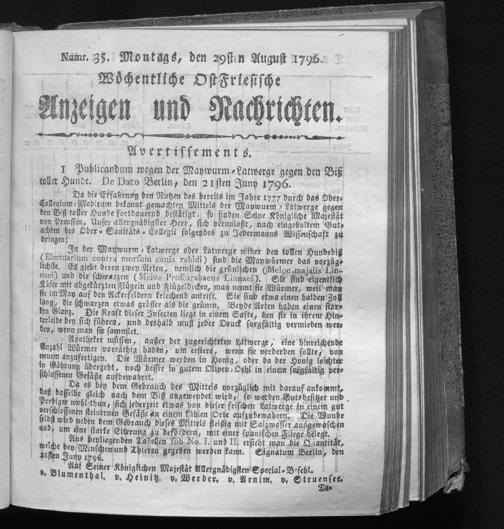 Num. 35. Montags, den 29sten August 1796.
Wöchentliche OstFriesische
Anzeigen und Nachrichten.
Avertissements.
1 Publicandum wegen der Maywurm-Latwerge gegen den Biß
toller Hunde. De Dato Berlin, den 21sten Juny 1796.
Da die Erfahrung den Nutzen des bereits im Jahre 1777 durch das Ober-
Collegium-Medicum bekannt gemachten Mittels der Maywurm-Latwerge gegen
den Biß toller Hunde fortdauernd bestätigt, so finden Seine Königliche Majestät
von Preussen, Unser allergnädigster Herr, sich veranlaßt, nach eingeholtem Gut-
achten des Ober-Sanitäts-Collegii folgendes zu Jedermanns Wissenschaft zu
bringen:
In der Maywurm-Latwerge oder Latwerge wider den tollen Hundebiß
(Electuarium contra morsum canis rabidi) sind die Maywürmer das vorzüg-
lichste. Es giebt deren zwey Arten, nemlich die grünlichen (Meloe majalis Lin-
naei) und die schwarzen (Meloe Proscarabaeus Linnaei). Sie sind eigentlich
Käfer mit abgekürzten Flügeln und Flügeldecken, man nennt sie Würmer, weil man
sie im May auf den Ackerfeldern kriechend antrift. Sie sind etwa einen halben Zoll
lang, die schwarzen etwas größer als die grünen. Beyde Arten haben einen star-
ken Glanz. Die Kraft dieser Insecten liegt in einem Safte, den sie in ihrem Hin-
terleibe bey sich führen, und deshalb muß jeder Druck sorgfältig vermieden wer-
den, wenn man sie sammlet.
Apotheker müssen, ausser der zugerichteten Latwerge, eine hinreichende
Anzahl Würmer vorräthig haben, um erstere, wenn sie verderben sollte, von
neuem anzufertigen. Die Würmer werden in Honig, oder da der Honig leichter
in Gährung übergeht, noch besser in gutem Oliven-Oehl in einem sorgfältig ver-
schlossenen Gefäße aufbewahret.
Da es bey dem Gebrauch des Mittels vorzüglich mit darauf ankommt,
daß dasselbe gleich nach dem Biß angewendet wird, so werden Gutsbesitzer und
Prediger wohl thun, sich jederzeit etwas von dieser frischen Latwerge in einem gut
verschlossenen steinernen Gefäße an einem kühlen Orte aufzubewahren. Die Wunde
selbst wird neben dem Gebrauch dieses Mittels fleißig mit Salzwasser ausgewaschen
und, um eine starke Eiterung zu befördern, mit einer spanischen Fliege belegt.
Aus beyliegenden Tabellen sub No. I. und II. ersieht man die Quantität,
welche bey Menschen und Thieren gegeben werden kann. Signatum Berlin, den
21sten Juny 1796.
Auf Seiner Königlichen Majestät Allergnädigsten Special-Befehl.
v. Blumenthal. v. Heinitz. v. Werder. v. Arnim. v. Struensee.
Ta-